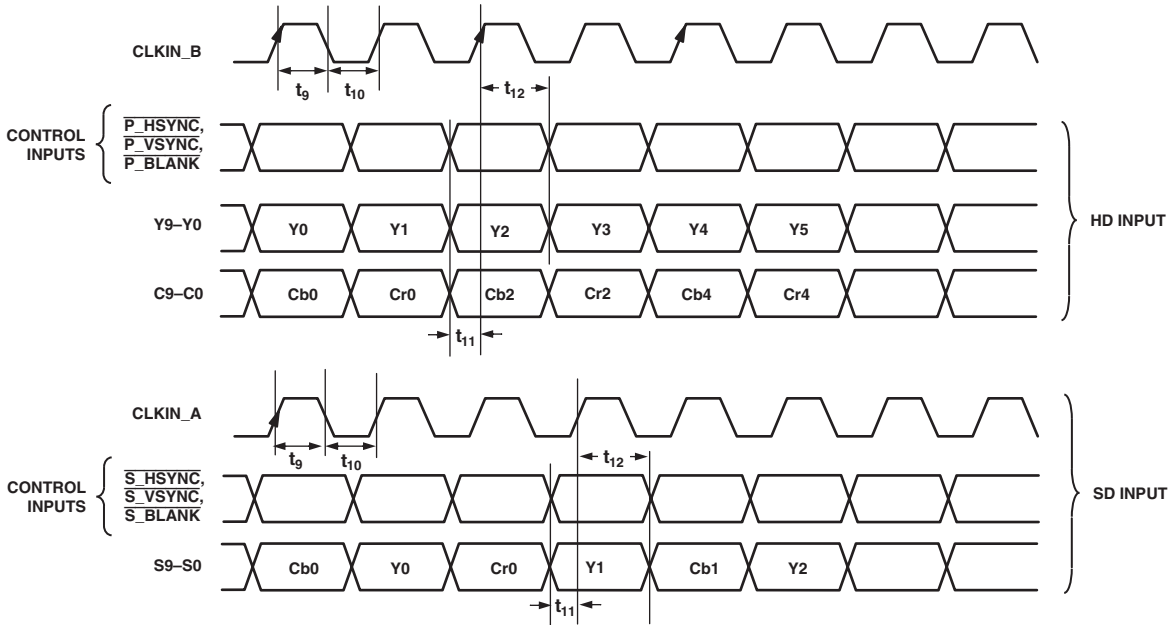 CLKIN_B
t9 t10 t12
CONTROL INPUTS
P_HSYNC,
P_VSYNC,
P_BLANK
Y9–Y0 Y0 Y1 Y2 Y3 Y4 Y5
HD INPUT
C9–C0 Cb0 Cr0 Cb2 Cr2 Cb4 Cr4
t11
CLKIN_A
t9 t10 t12
CONTROL INPUTS
S_HSYNC,
S_VSYNC,
S_BLANK
SD INPUT
S9–S0 Cb0 Y0 Cr0 Y1 Cb1 Y2
t11